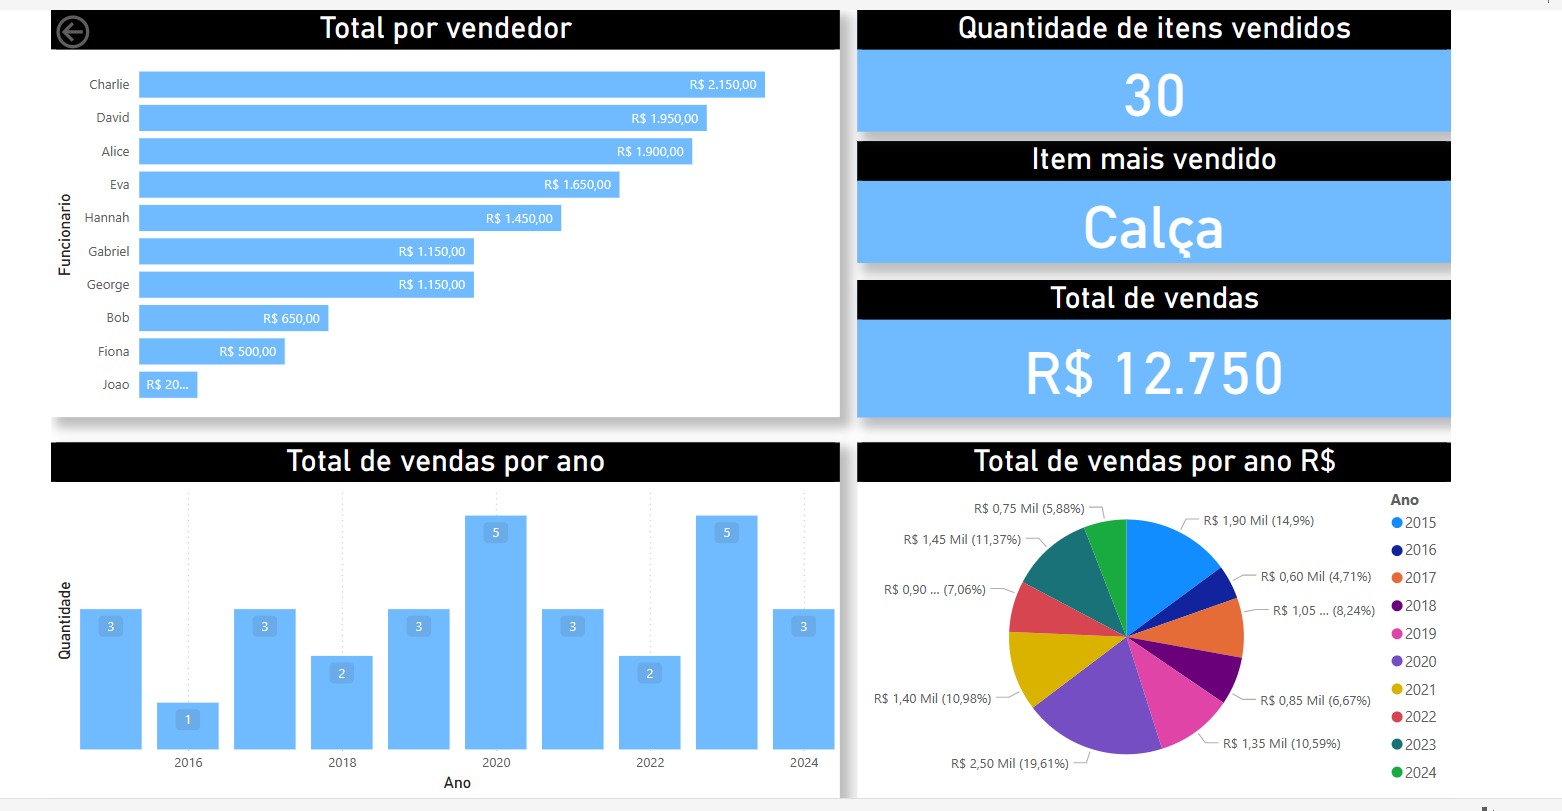 Total por vendedor
Funcionario
Charlie R$ 2.150,00
David R$ 1.950,00
Alice R$ 1.900,00
Eva R$ 1.650,00
Hannah R$ 1.450,00
Gabriel R$ 1.150,00
George R$ 1.150,00
Bob R$ 650,00
Fiona R$ 500,00
Joao R$ 20...
Quantidade de itens vendidos
30
Item mais vendido
Calça
Total de vendas
R$ 12.750
Total de vendas por ano
Quantidade
3 1 3 2 3 5 3 2 5 3
2016 2018 2020 2022 2024
Ano
Total de vendas por ano R$
R$ 1,90 Mil (14,9%)
R$ 0,60 Mil (4,71%)
R$ 1,05 ... (8,24%)
R$ 0,85 Mil (6,67%)
R$ 1,35 Mil (10,59%)
R$ 2,50 Mil (19,61%)
R$ 1,40 Mil (10,98%)
R$ 0,90 ... (7,06%)
R$ 1,45 Mil (11,37%)
R$ 0,75 Mil (5,88%)
Ano
2015
2016
2017
2018
2019
2020
2021
2022
2023
2024